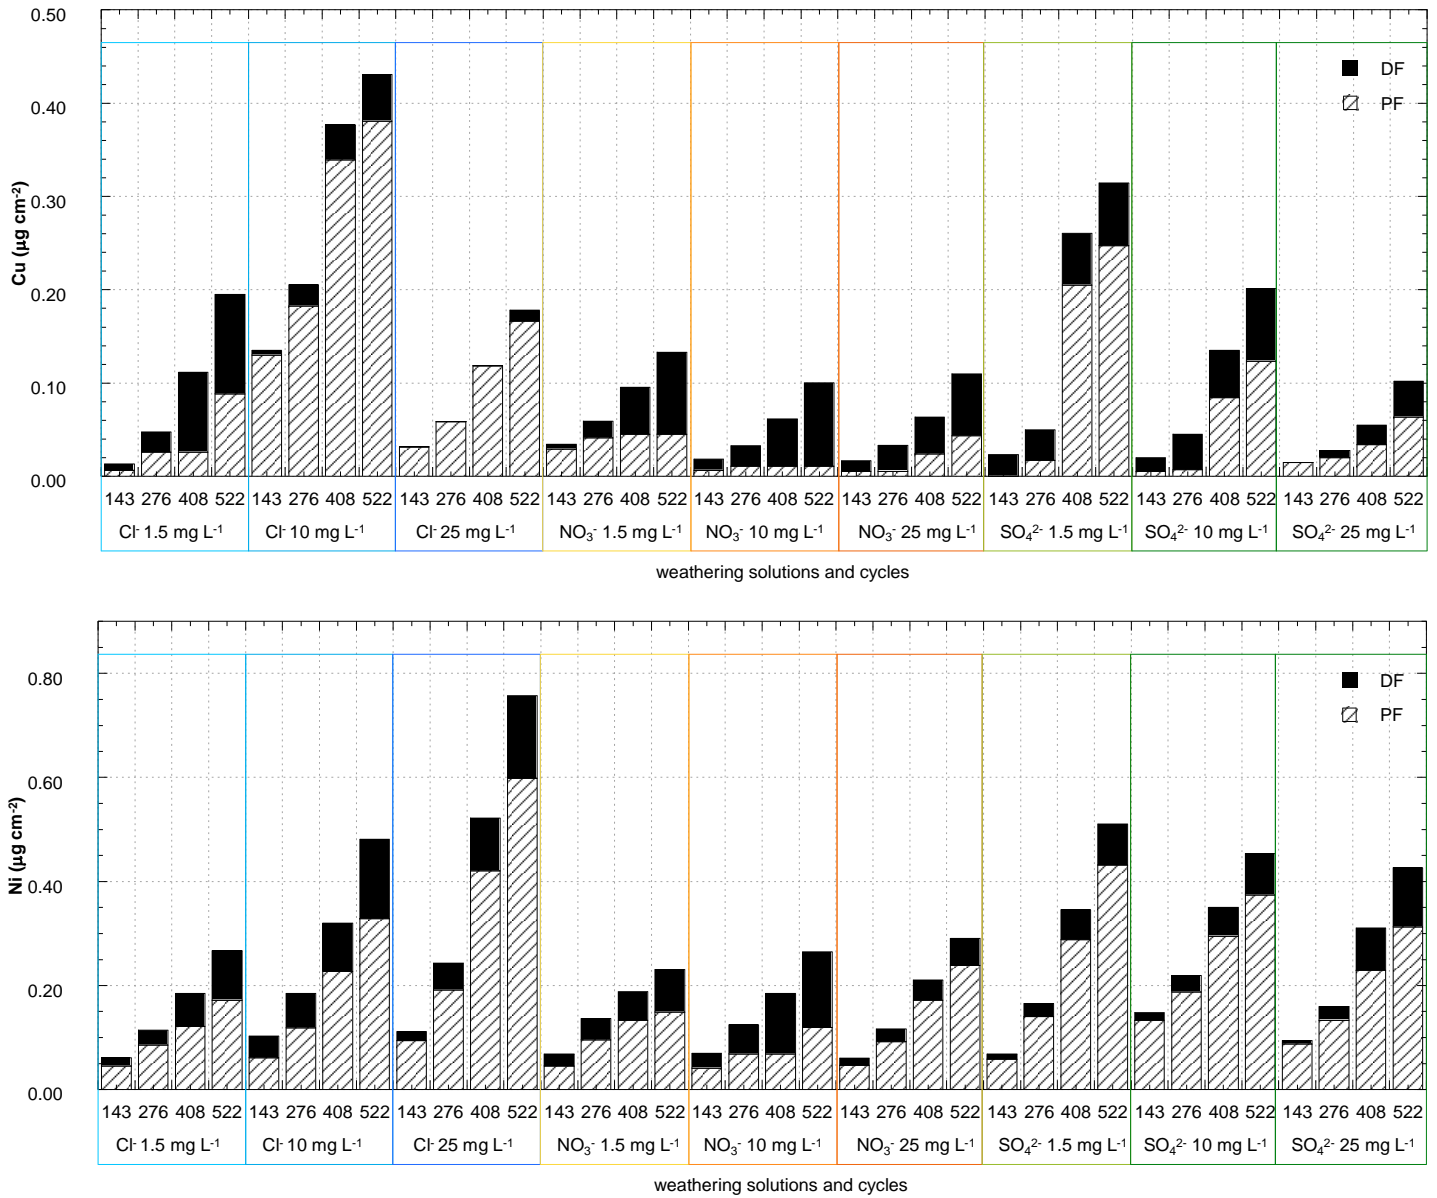 0.50
0.40
0.30
0.20
0.10
0.00
Cu (µg cm⁻²)
DF
PF
143 276 408 522 143 276 408 522 143 276 408 522 143 276 408 522 143 276 408 522 143 276 408 522 143 276 408 522 143 276 408 522 143 276 408 522
Cl⁻ 1.5 mg L⁻¹ Cl⁻ 10 mg L⁻¹ Cl⁻ 25 mg L⁻¹ NO₃⁻ 1.5 mg L⁻¹ NO₃⁻ 10 mg L⁻¹ NO₃⁻ 25 mg L⁻¹ SO₄²⁻ 1.5 mg L⁻¹ SO₄²⁻ 10 mg L⁻¹ SO₄²⁻ 25 mg L⁻¹
weathering solutions and cycles
0.80
0.60
0.40
0.20
0.00
Ni (µg cm⁻²)
DF
PF
143 276 408 522 143 276 408 522 143 276 408 522 143 276 408 522 143 276 408 522 143 276 408 522 143 276 408 522 143 276 408 522 143 276 408 522
Cl⁻ 1.5 mg L⁻¹ Cl⁻ 10 mg L⁻¹ Cl⁻ 25 mg L⁻¹ NO₃⁻ 1.5 mg L⁻¹ NO₃⁻ 10 mg L⁻¹ NO₃⁻ 25 mg L⁻¹ SO₄²⁻ 1.5 mg L⁻¹ SO₄²⁻ 10 mg L⁻¹ SO₄²⁻ 25 mg L⁻¹
weathering solutions and cycles